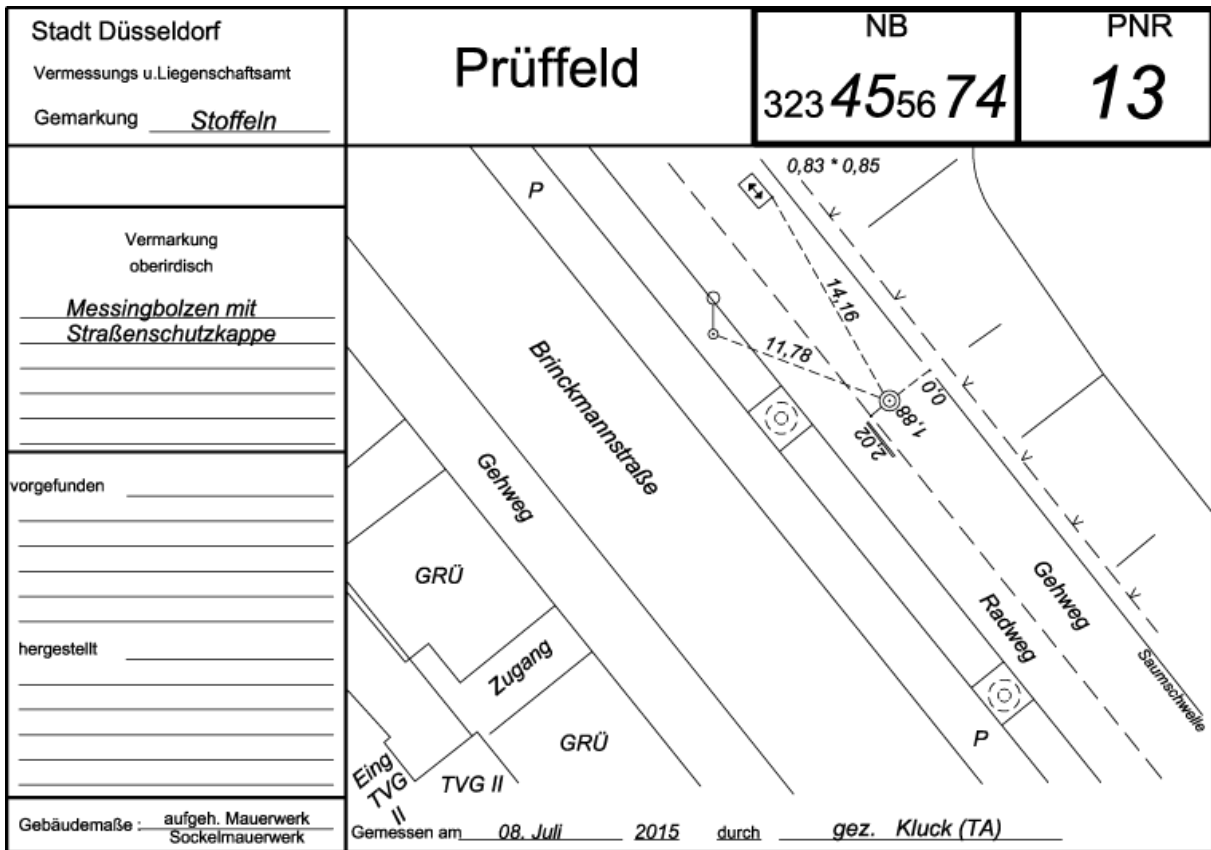 Stadt Düsseldorf
Vermessungs u.Liegenschaftsamt
Gemarkung Stoffeln
Prüffeld
NB
323 45 56 74
PNR
13
Vermarkung
oberirdisch
Messingbolzen mit
Straßenschutzkappe
vorgefunden
hergestellt
Gebäudemaße : aufgeh. Mauerwerk
Sockelmauerwerk
0,83 * 0,85
P
14,16
11,78
0,0
1,88
2,02
Brinckmannstraße
Gehweg
GRÜ
Zugang
GRÜ
Eing
TVG
II
TVG II
Radweg
Gehweg
Saumschwelle
P
Gemessen am 08. Juli 2015 durch gez. Kluck (TA)